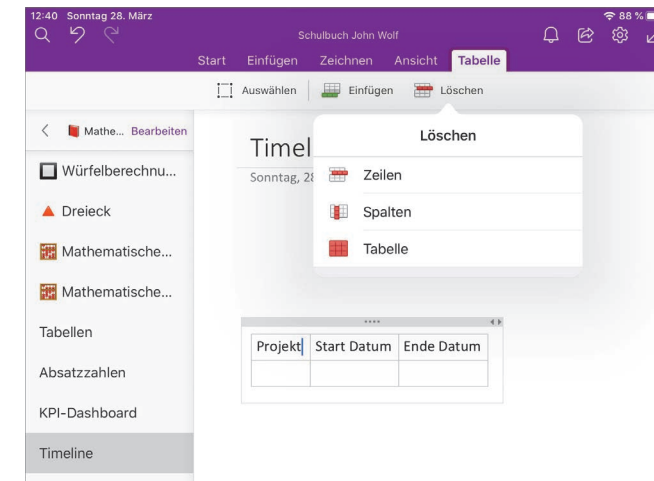 12:40 Sonntag 28. März
88 %
Schulbuch John Wolf
Start Einfügen Zeichnen Ansicht Tabelle
Auswählen Einfügen Löschen
Mathe... Bearbeiten
Würfelberechnu...
Dreieck
Mathematische...
Mathematische...
Tabellen
Absatzzahlen
KPI-Dashboard
Timeline
Timel
Sonntag, 28
Löschen
Zeilen
Spalten
Tabelle
Projekt Start Datum Ende Datum